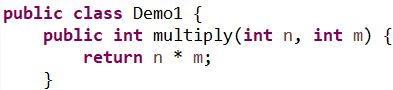 public class Demo1 {
    public int multiply(int n, int m) {
        return n * m;
    }